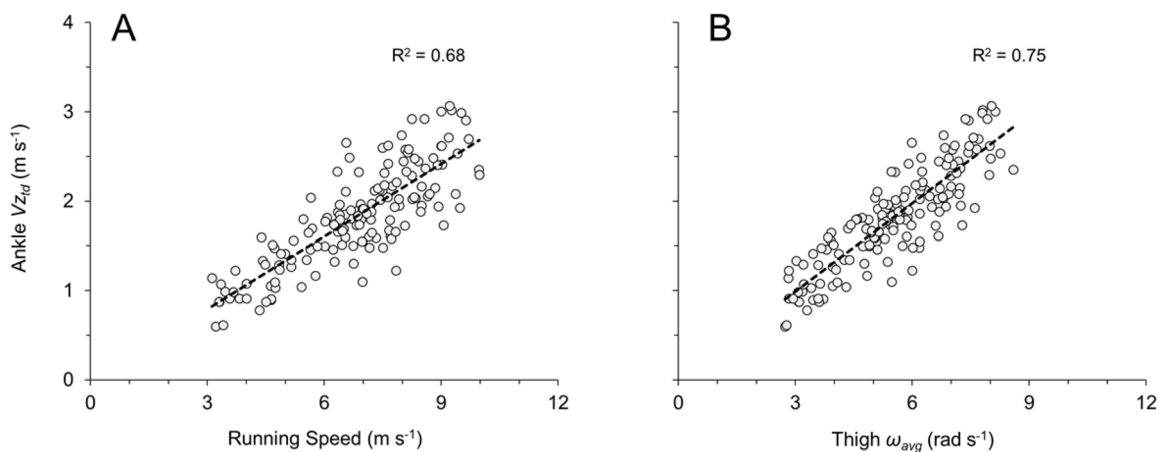 A
B
R² = 0.68
R² = 0.75
4
3
2
1
0
Ankle Vz_td (m s⁻¹)
0 3 6 9 12
0 3 6 9 12
Running Speed (m s⁻¹)
Thigh ω_avg (rad s⁻¹)